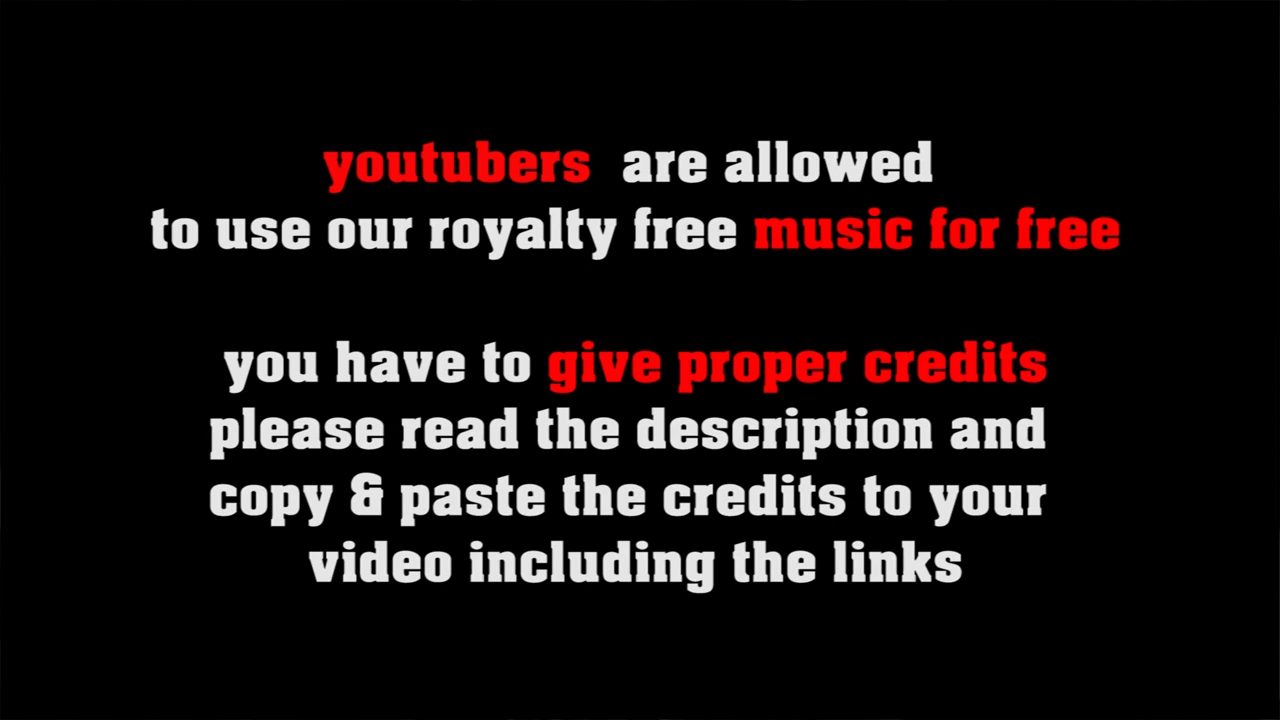 youtubers are allowed
to use our royalty free music for free
you have to give proper credits
please read the description and
copy & paste the credits to your
video including the links